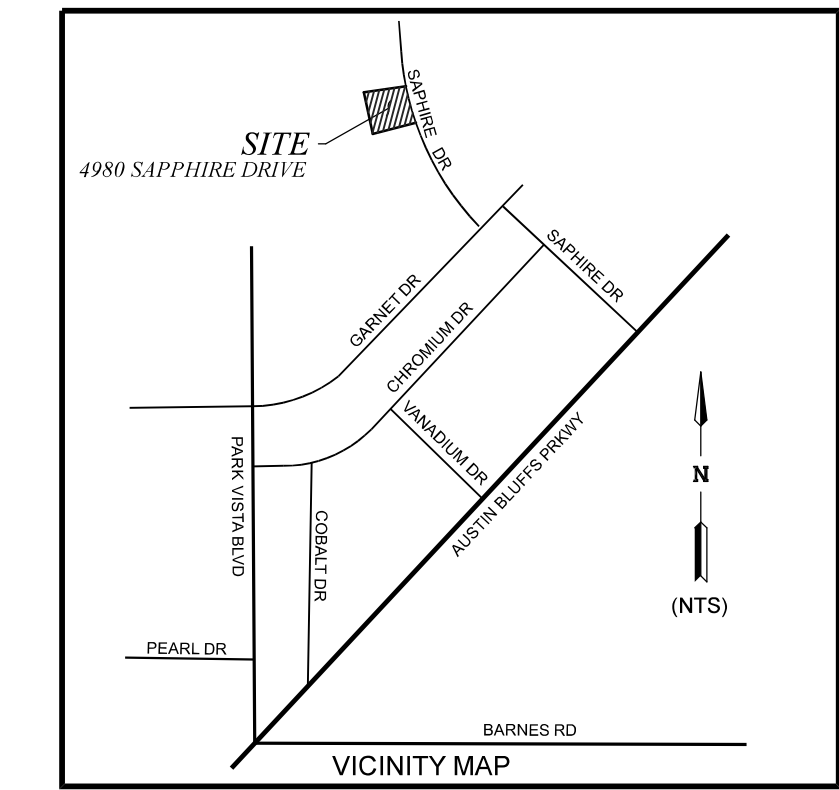 SAPHIRE DR
SITE
4980 SAPPHIRE DRIVE
SAPHIRE DR
GARNET DR
CHROMIUM DR
VANADIUM DR
AUSTIN BLUFFS PRKWY
PARK VISTA BLVD
COBALT DR
N
(NTS)
PEARL DR
BARNES RD
VICINITY MAP